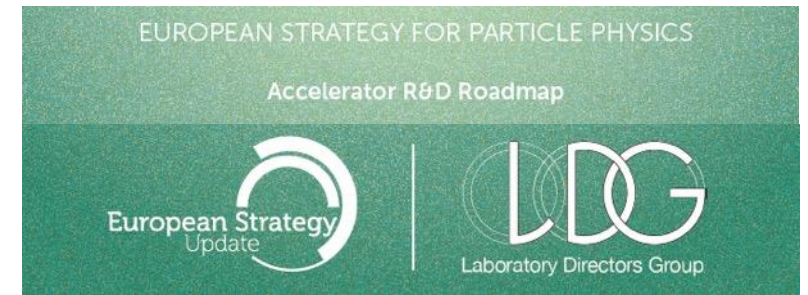 EUROPEAN STRATEGY FOR PARTICLE PHYSICS
Accelerator R&D Roadmap
European Strategy
Update
LDG
Laboratory Directors Group